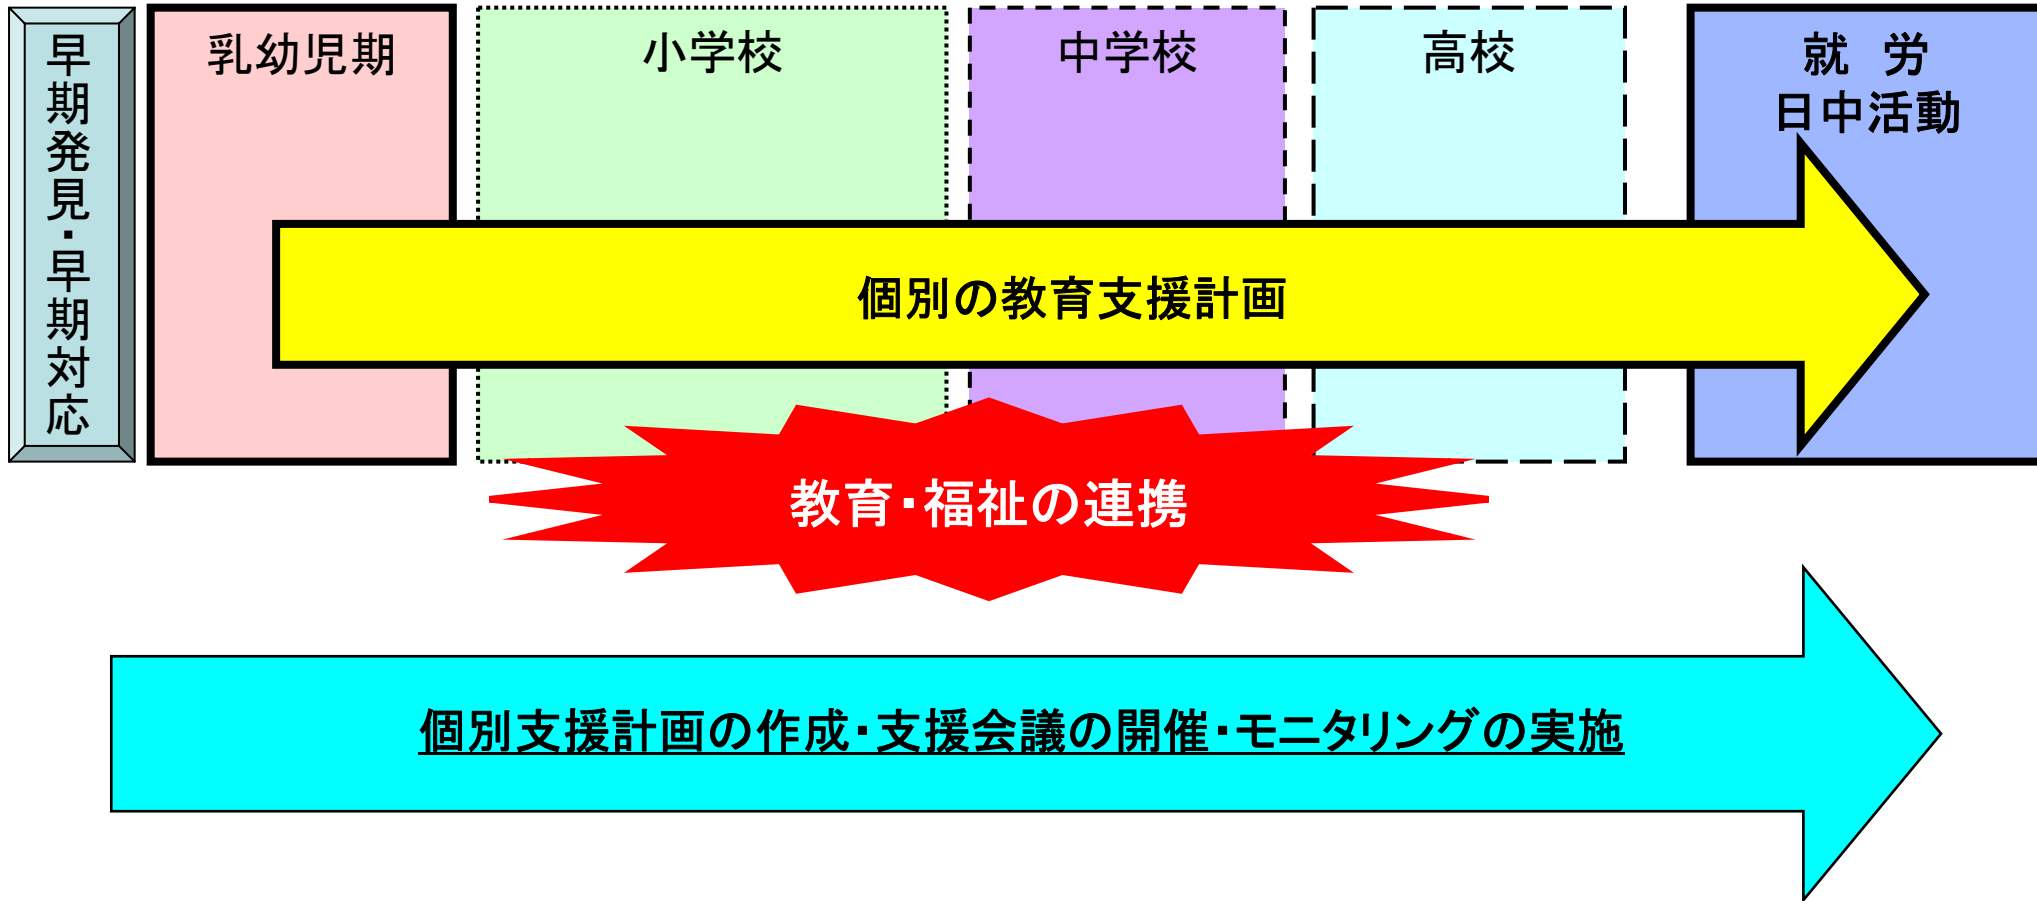 早期発見・早期対応
乳幼児期
小学校
中学校
高校
就　労
日中活動
個別の教育支援計画
教育・福祉の連携
個別支援計画の作成・支援会議の開催・モニタリングの実施